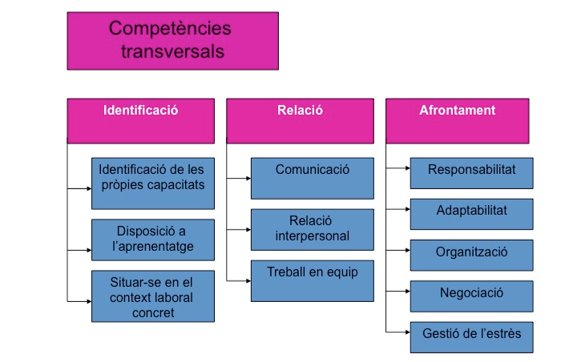 Competències
transversals
Identificació
Identificació de les
pròpies capacitats
Disposició a
l'aprenentatge
Situar-se en el
context laboral
concret
Relació
Comunicació
Relació
interpersonal
Treball en equip
Afrontament
Responsabilitat
Adaptabilitat
Organització
Negociació
Gestió de l'estrès